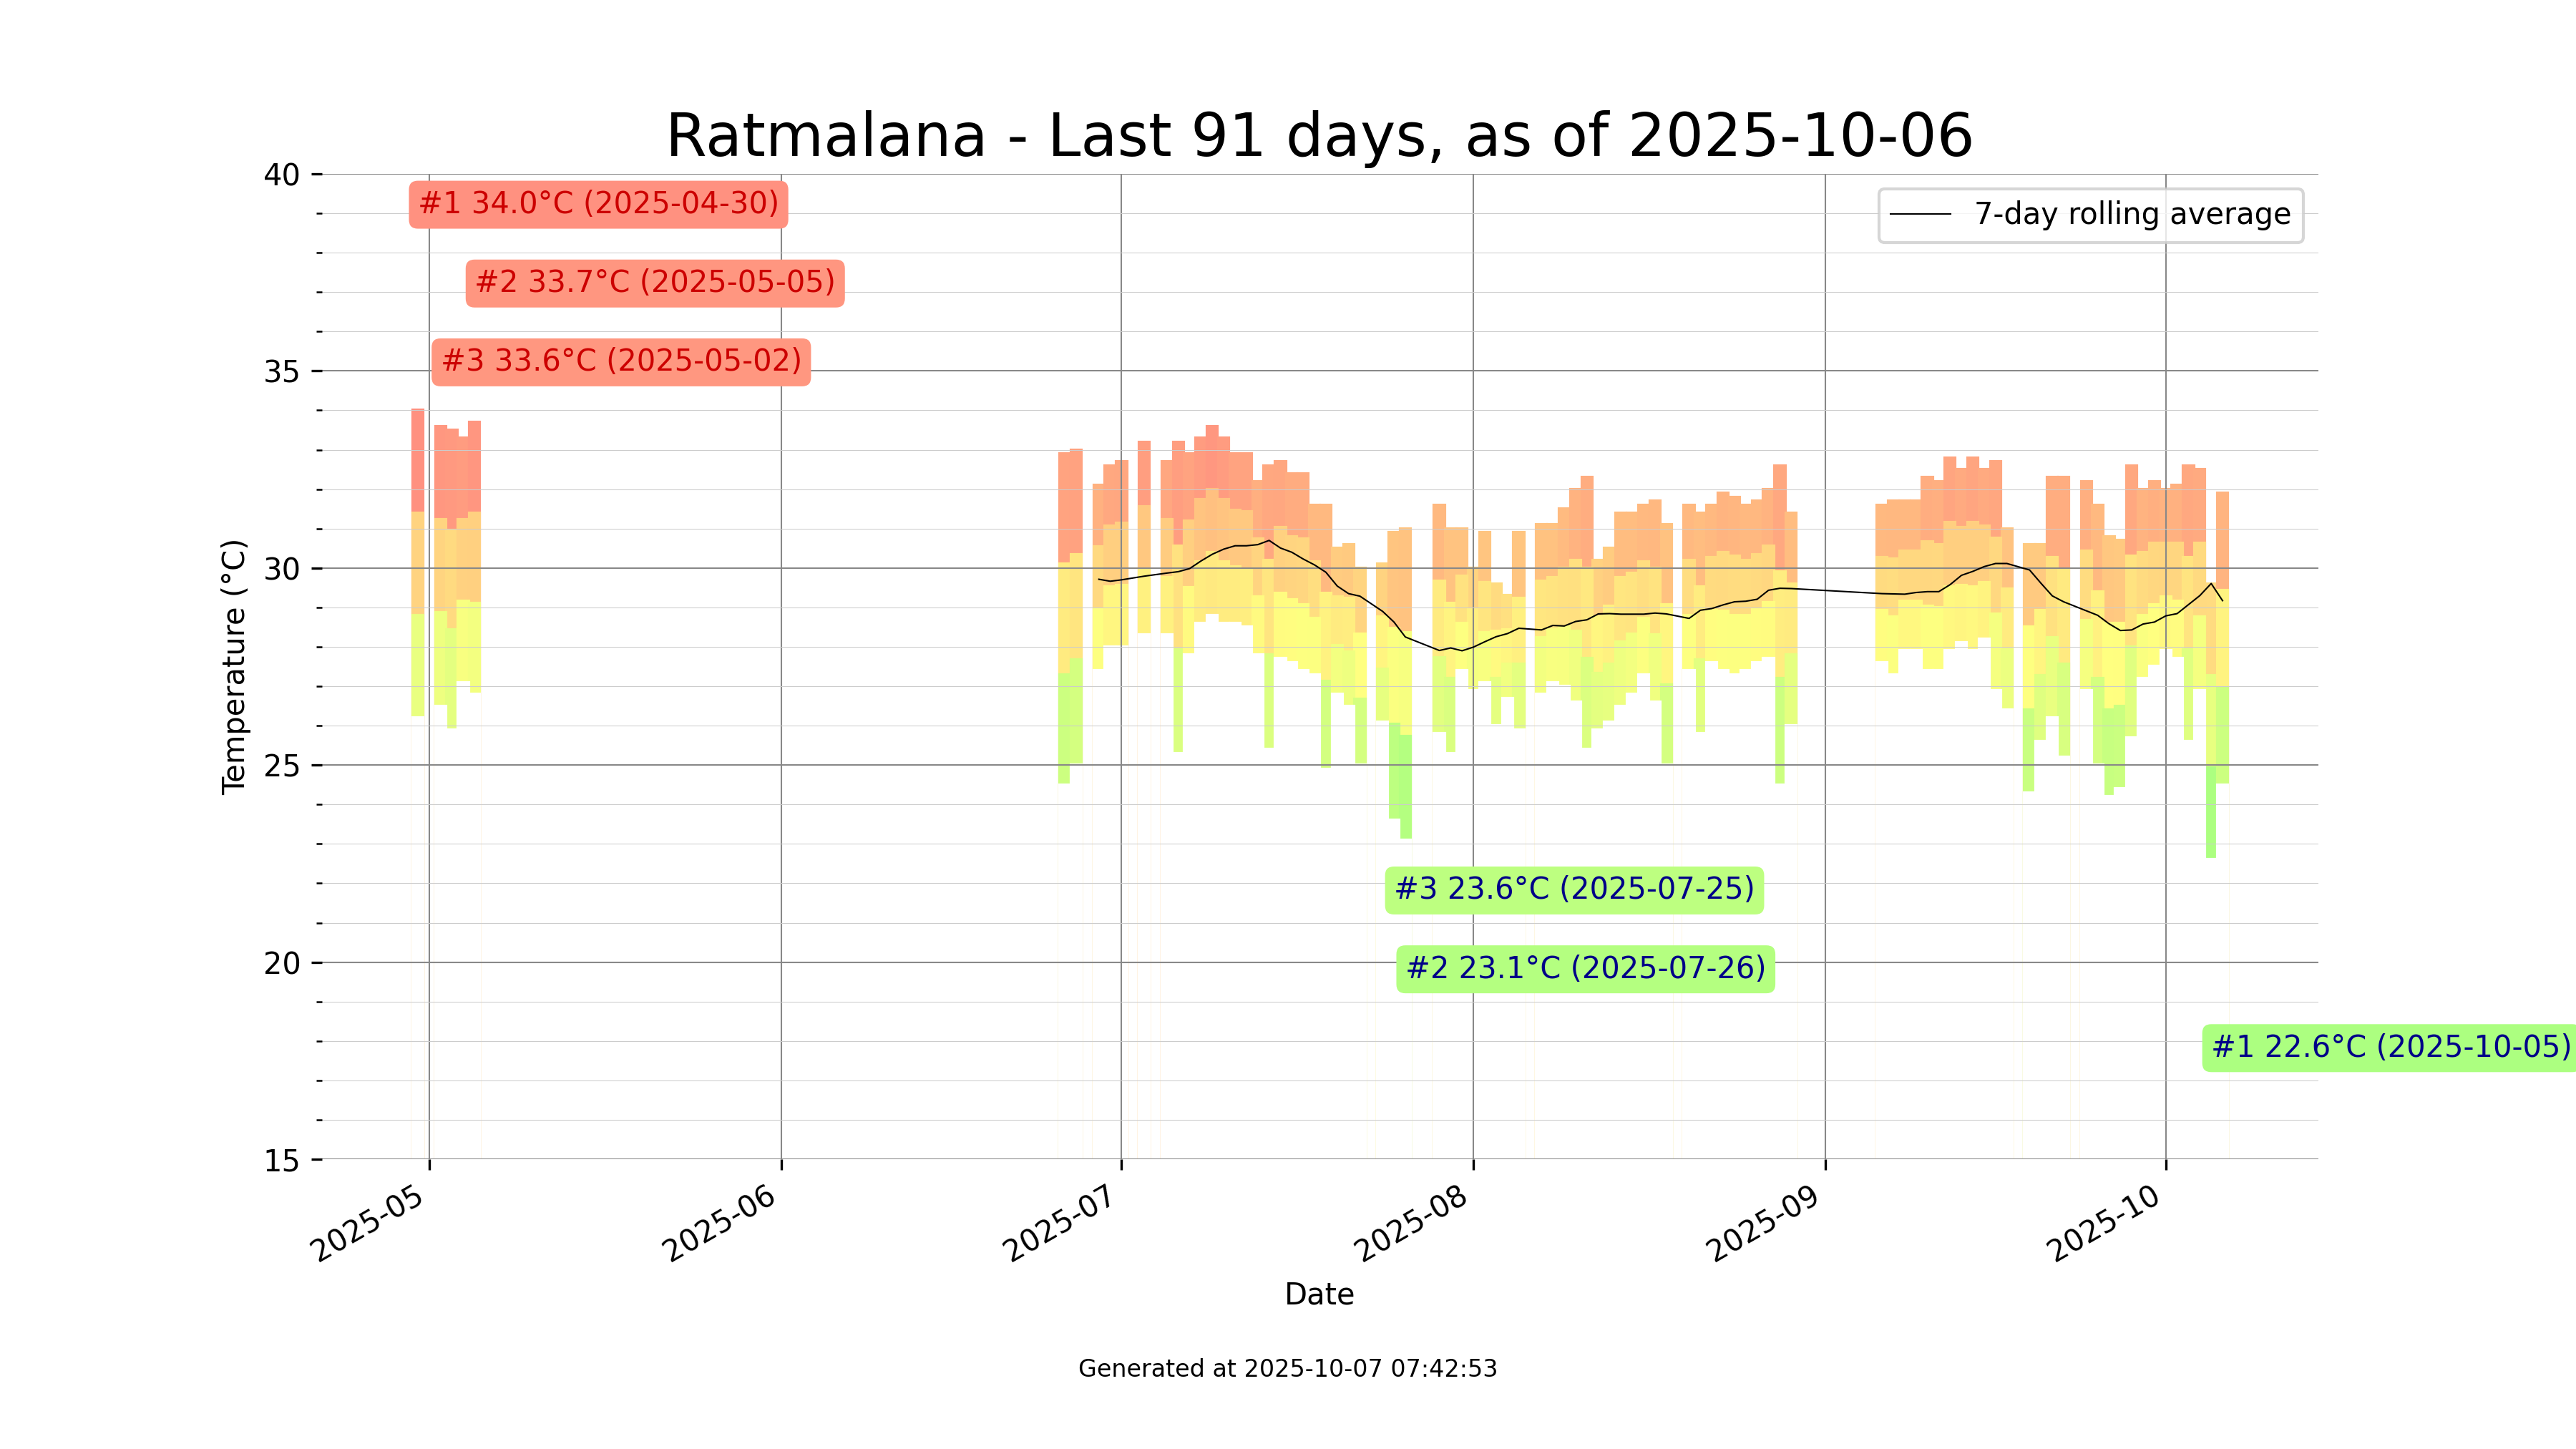 Ratmalana - Last 91 days, as of 2025-10-06
40
35
30
25
20
15
Temperature (°C)
#1 34.0°C (2025-04-30)
#2 33.7°C (2025-05-05)
#3 33.6°C (2025-05-02)
7-day rolling average
#3 23.6°C (2025-07-25)
#2 23.1°C (2025-07-26)
#1 22.6°C (2025-10-05)
2025-05
2025-06
2025-07
2025-08
2025-09
2025-10
Date
Generated at 2025-10-07 07:42:53